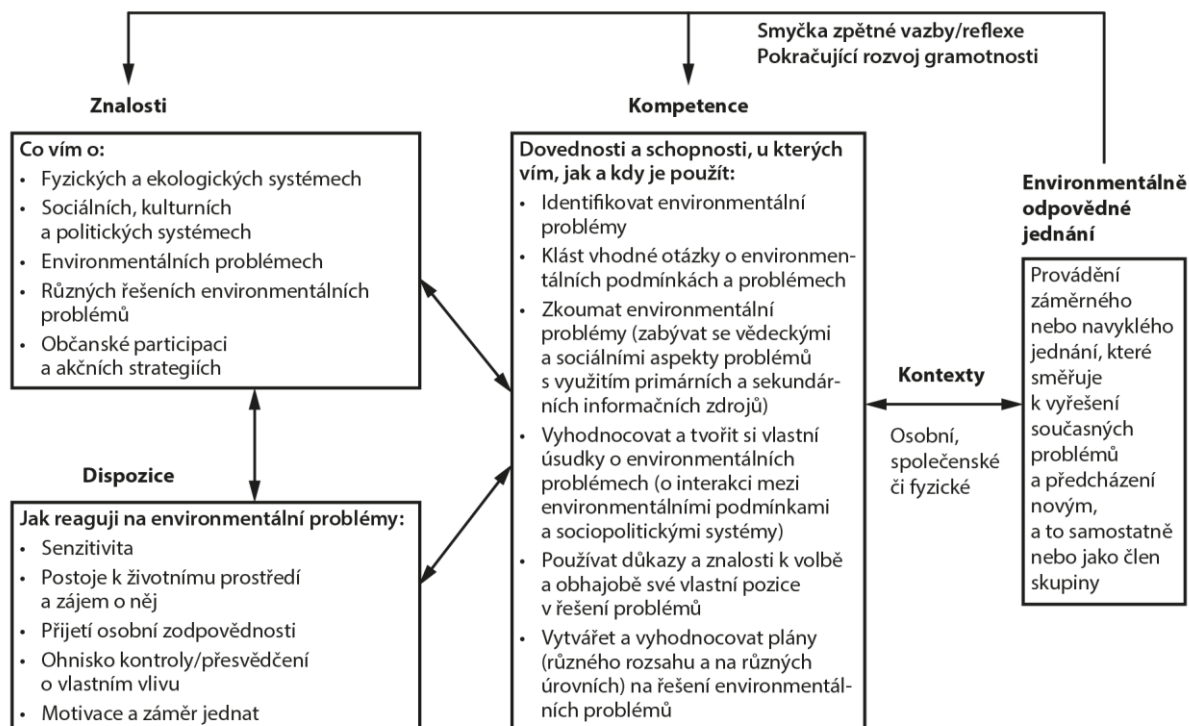 Smyčka zpětné vazby/reflexe
Pokračující rozvoj gramotnosti
Znalosti
Co vím o:
• Fyzických a ekologických systémech
• Sociálních, kulturních
a politických systémech
• Environmentálních problémech
• Různých řešeních environmentálních
problémů
• Občanské participaci
a akčních strategiích
Dispozice
Jak reaguji na environmentální problémy:
• Senzitivita
• Postoje k životnímu prostředí
a zájem o něj
• Přijetí osobní zodpovědnosti
• Ohnisko kontroly/přesvědčení
o vlastním vlivu
• Motivace a záměr jednat
Kompetence
Dovednosti a schopnosti, u kterých
vím, jak a kdy je použít:
• Identifikovat environmentální
problémy
• Klást vhodné otázky o environmen-
tálních podmínkách a problémech
• Zkoumat environmentální
problémy (zabývat se vědeckými
a sociálními aspekty problémů
s využitím primárních a sekundár-
ních informačních zdrojů)
• Vyhodnocovat a tvořit si vlastní
úsudky o environmentálních
problémech (o interakci mezi
environmentálními podmínkami
a sociopolitickými systémy)
• Používat důkazy a znalosti k volbě
a obhajobě své vlastní pozice
v řešení problémů
• Vytvářet a vyhodnocovat plány
(různého rozsahu a na různých
úrovních) na řešení environmentál-
ních problémů
Kontexty
Osobní,
společenské
či fyzické
Environmentálně
odpovědné
jednání
Provádění
záměrného
nebo navyklého
jednání, které
směřuje
k vyřešení
současných
problémů
a předcházení
novým,
a to samostatně
nebo jako člen
skupiny